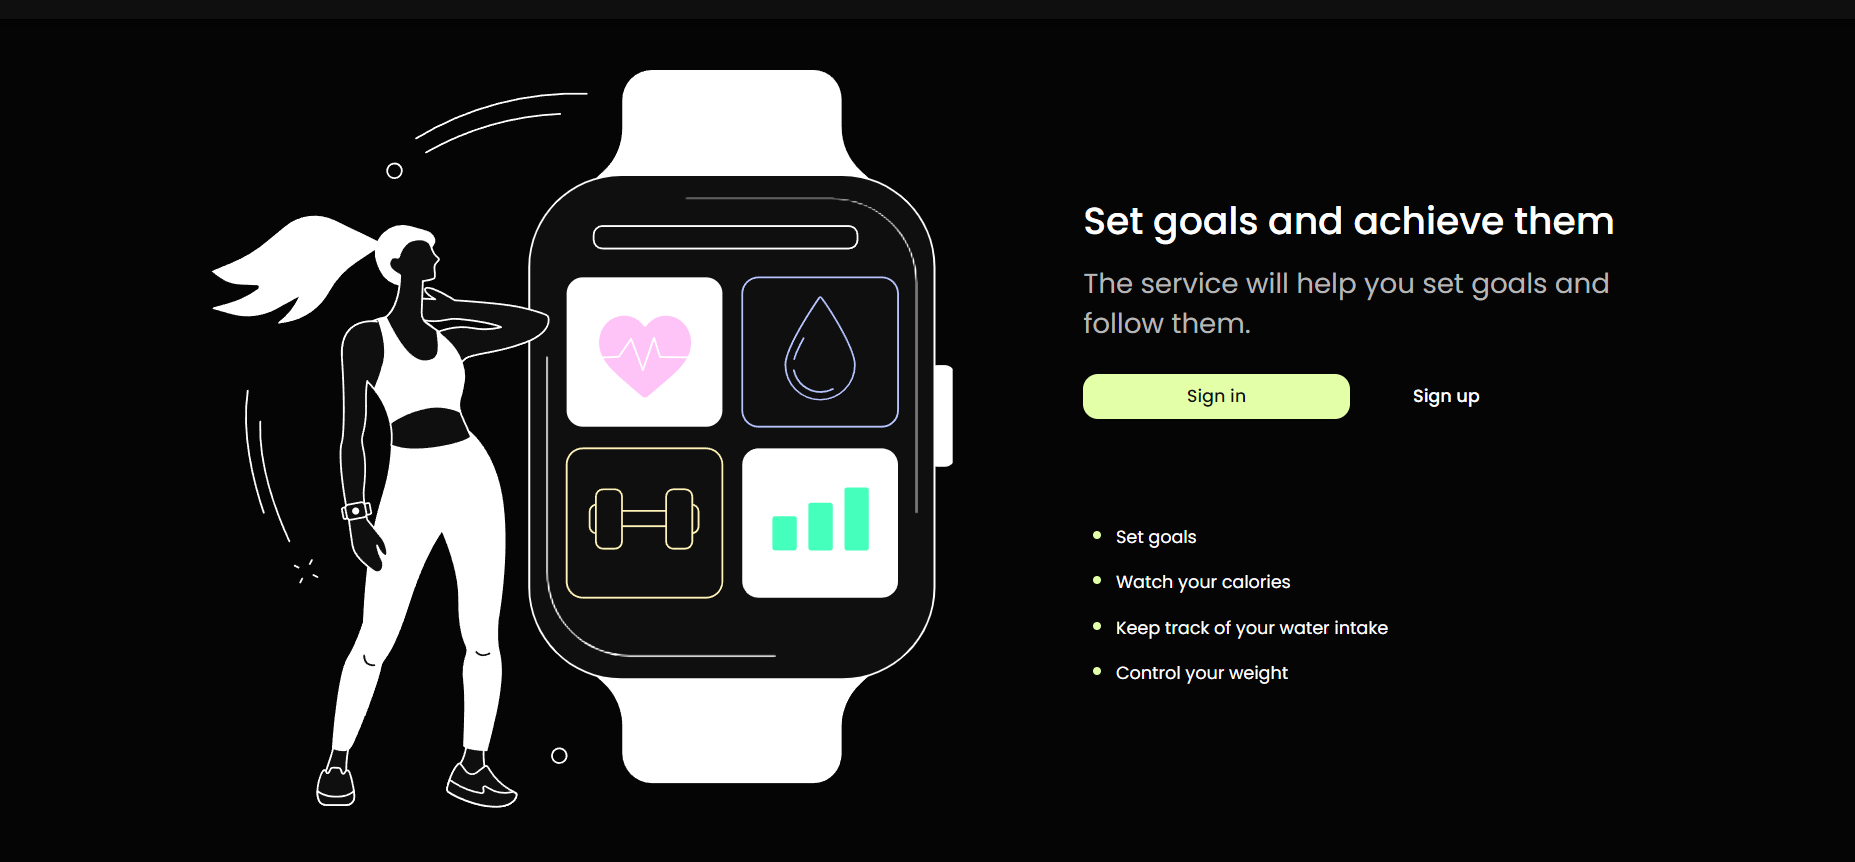 Set goals and achieve them
The service will help you set goals and
follow them.
Sign in
Sign up
Set goals
Watch your calories
Keep track of your water intake
Control your weight